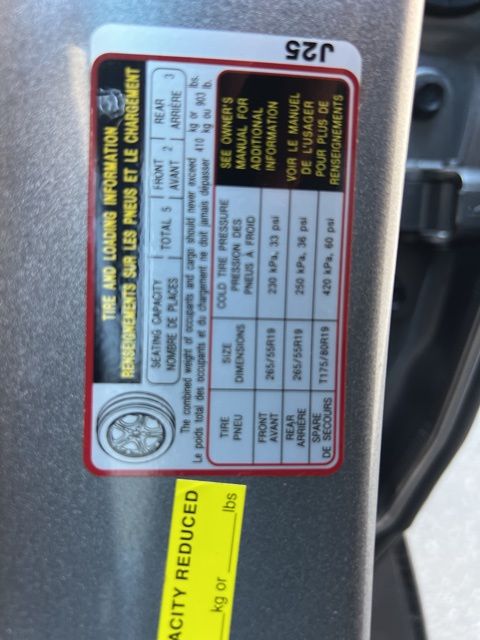 J25
TIRE AND LOADING INFORMATION
RENSEIGNEMENTS SUR LES PNEUS ET LE CHARGEMENT
SEATING CAPACITY
NOMBRE DE PLACES
TOTAL 5
FRONT
AVANT 2
REAR
ARRIÈRE 3
The combined weight of occupants and cargo should never exceed 410 kg or 903 lbs.
Le poids total des occupants et du chargement ne doit jamais dépasser 410 kg ou 903 lb.
TIRE
PNEU
SIZE
DIMENSIONS
COLD TIRE PRESSURE
PRESSION DES
PNEUS À FROID
FRONT
AVANT
265/55R19
230 kPa, 33 psi
REAR
ARRIÈRE
265/55R19
250 kPa, 36 psi
SPARE
DE SECOURS
T175/80R19
420 kPa, 60 psi
SEE OWNER'S
MANUAL FOR
ADDITIONAL
INFORMATION
VOIR LE MANUEL
DE L'USAGER
POUR PLUS DE
RENSEIGNEMENTS
ACITY REDUCED
kg or lbs